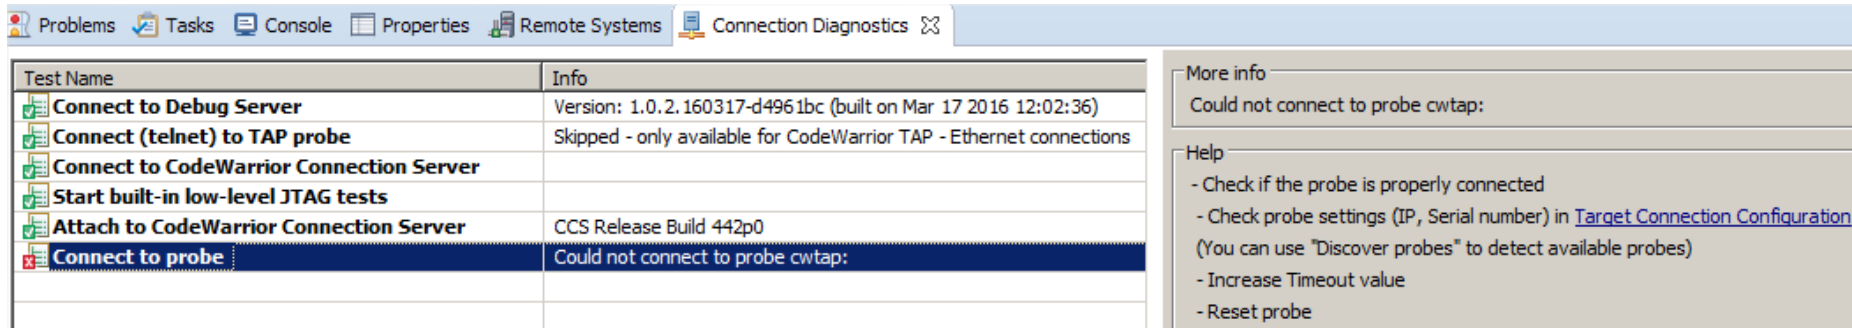 Problems Tasks Console Properties Remote Systems Connection Diagnostics
Test Name Info
Connect to Debug Server Version: 1.0.2.160317-d4961bc (built on Mar 17 2016 12:02:36)
Connect (telnet) to TAP probe Skipped - only available for CodeWarrior TAP - Ethernet connections
Connect to CodeWarrior Connection Server
Start built-in low-level JTAG tests
Attach to CodeWarrior Connection Server CCS Release Build 442p0
Connect to probe Could not connect to probe cwtap:
More info
Could not connect to probe cwtap:
Help
- Check if the probe is properly connected
- Check probe settings (IP, Serial number) in Target Connection Configuration
(You can use "Discover probes" to detect available probes)
- Increase Timeout value
- Reset probe